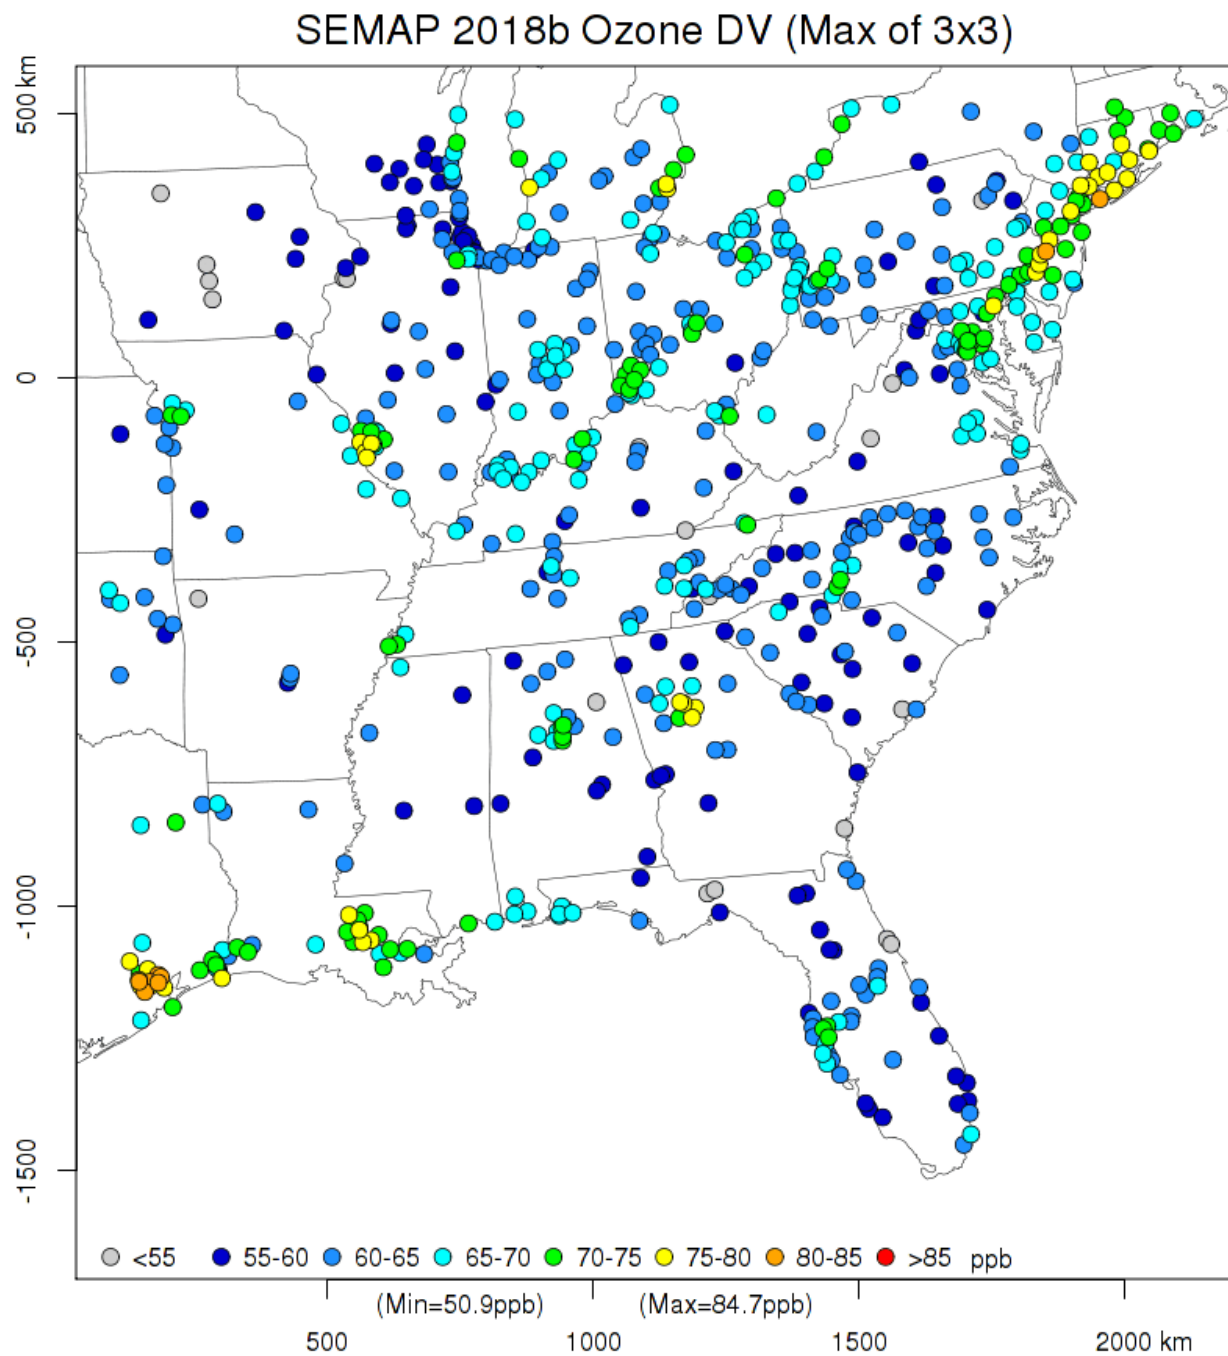 SEMAP 2018b Ozone DV (Max of 3x3)
500 km
0
-500
-1000
-1500
<55 55-60 60-65 65-70 70-75 75-80 80-85 >85 ppb
(Min=50.9ppb) (Max=84.7ppb)
500 1000 1500 2000 km